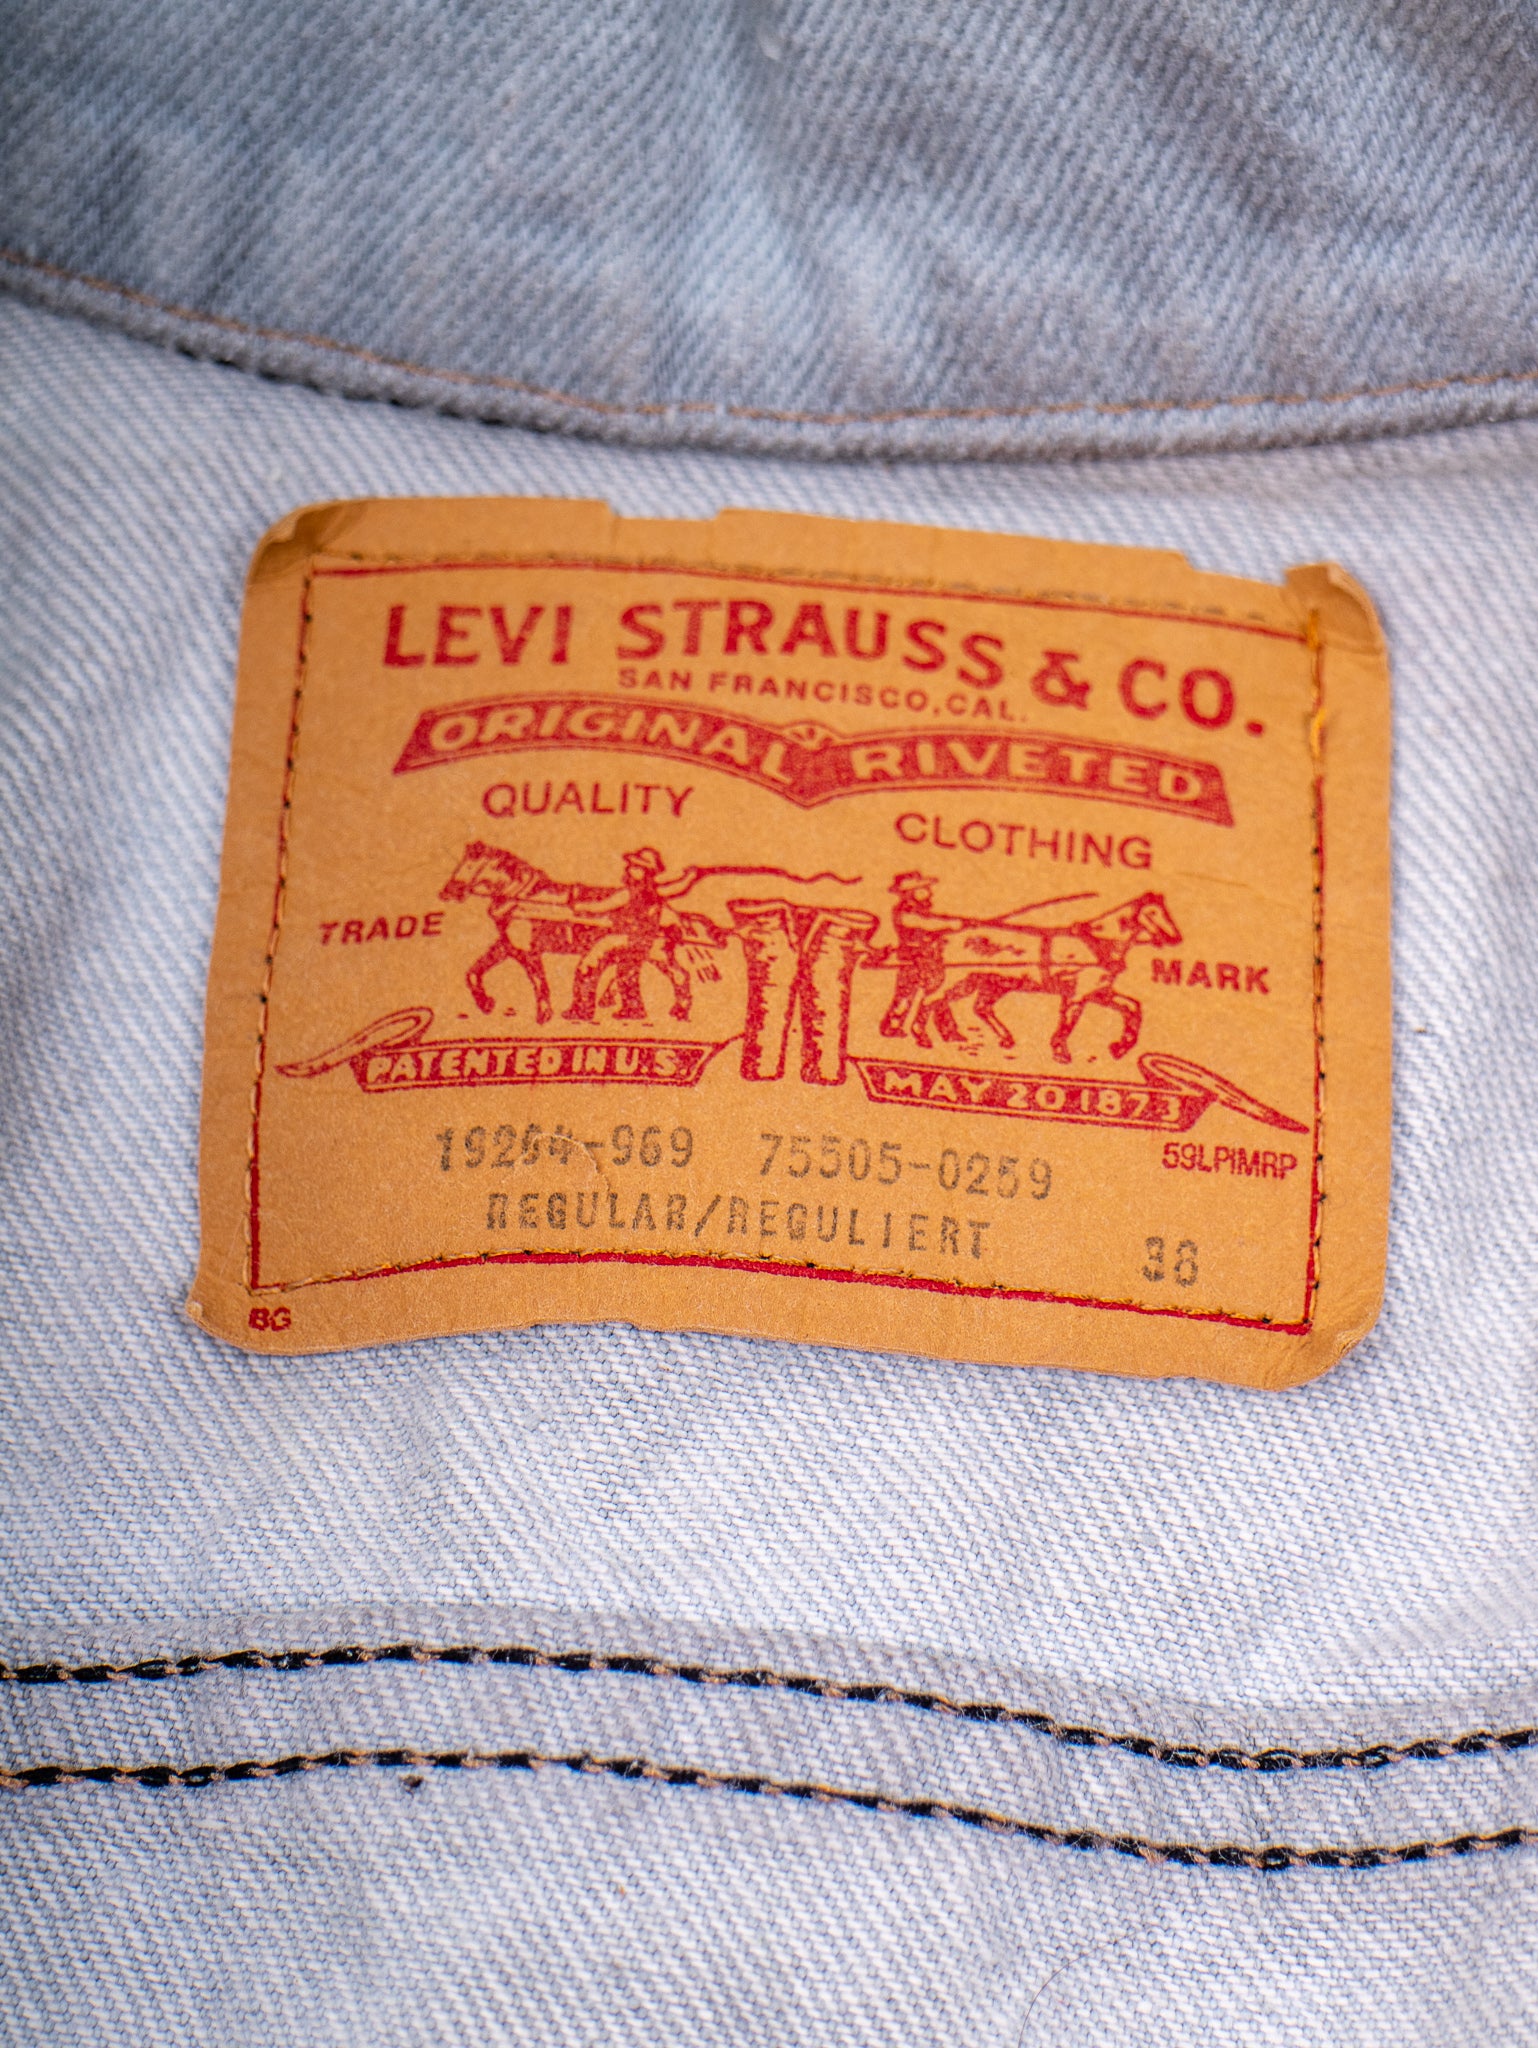 LEVI STRAUSS & CO.
SAN FRANCISCO, CAL.
ORIGINAL RIVETED
QUALITY CLOTHING
TRADE MARK
PATENTED IN U.S. MAY 20 1873
75505-0259
59LPIMRP
REGULAR/REGULIERT
BG